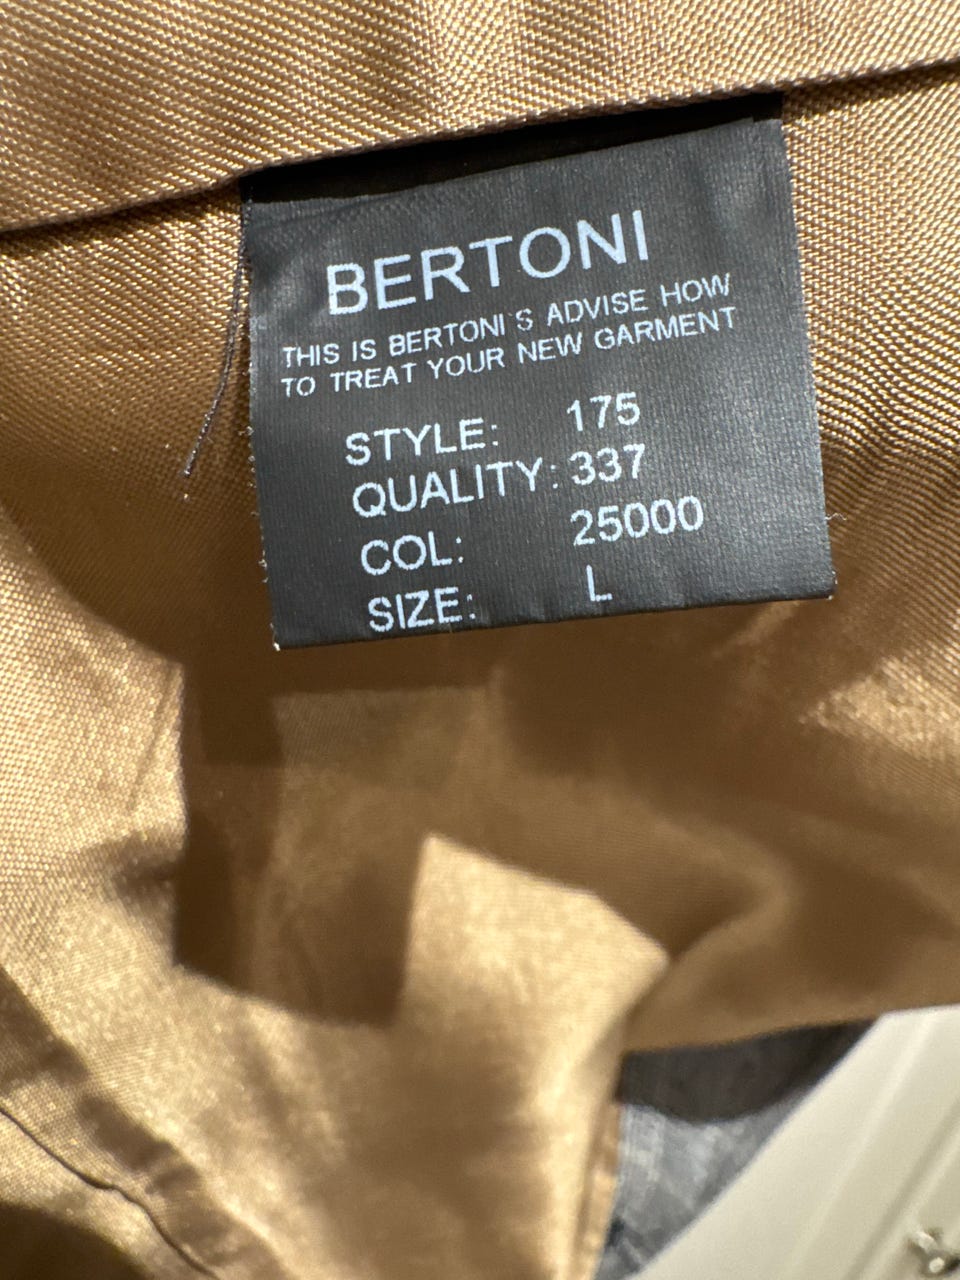 BERTONI
THIS IS BERTONI S ADVISE HOW
TO TREAT YOUR NEW GARMENT
STYLE: 175
QUALITY: 337
COL: 25000
SIZE: L